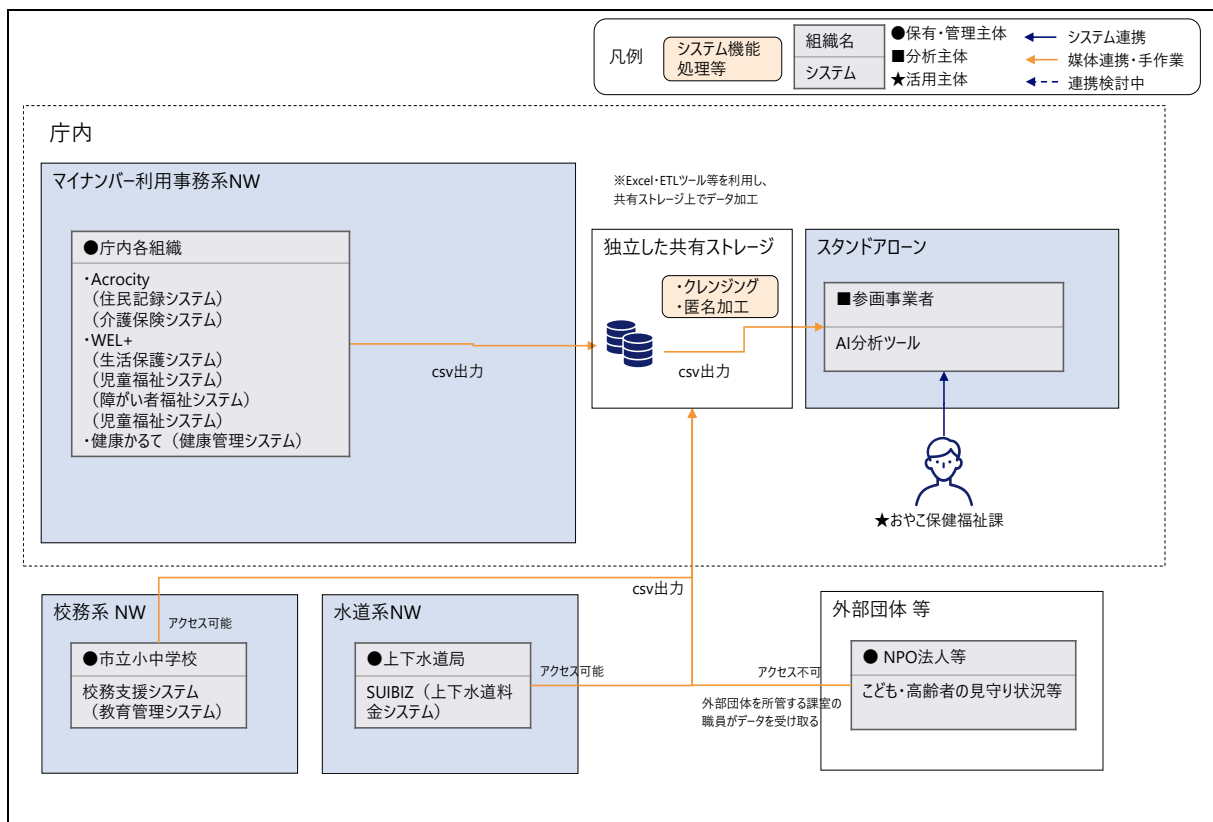 凡例
システム機能
処理等
組織名
システム
●保有・管理主体
■分析主体
★活用主体
システム連携
媒体連携・手作業
連携検討中
庁内
マイナンバー利用事務系NW
●庁内各組織
・Acrocity
（住民記録システム）
（介護保険システム）
・WEL+
（生活保護システム）
（児童福祉システム）
（障がい者福祉システム）
（児童福祉システム）
・健康かるて（健康管理システム）
csv出力
※Excel・ETLツール等を利用し、
共有ストレージ上でデータ加工
独立した共有ストレージ
・クレンジング
・匿名加工
csv出力
スタンドアローン
■参画事業者
AI分析ツール
★おやこ保健福祉課
csv出力
校務系 NW
アクセス可能
●市立小中学校
校務支援システム
（教育管理システム）
水道系NW
●上下水道局
SUIBIZ（上下水道料
金システム）
アクセス可能
アクセス不可
外部団体を所管する課室の
職員がデータを受け取る
外部団体 等
● NPO法人等
こども・高齢者の見守り状況等